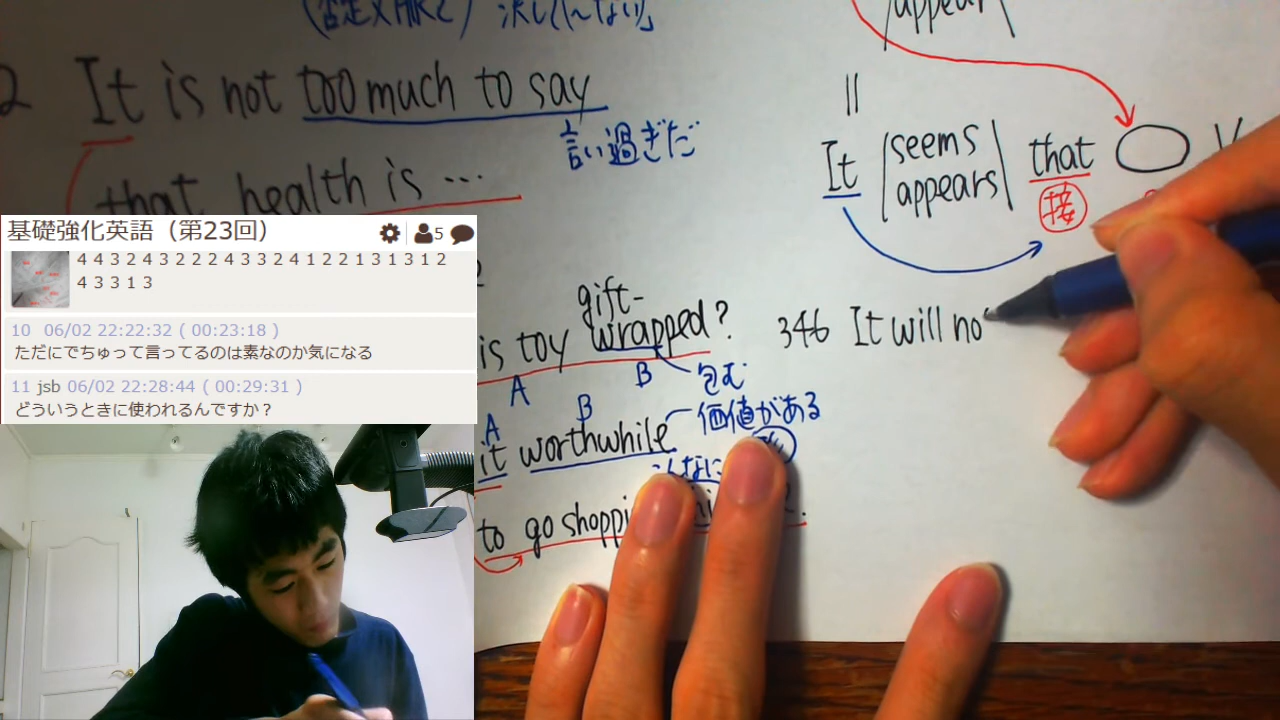 (否定文 決して〜ない)
2 It is not too much to say
言い過ぎだ
that health is ...
appear
=
It seems that
appears
接
基礎強化英語（第23回）
5
4 4 3 2 4 3 2 2 2 4 3 3 2 4 1 2 2 1 3 1 3 1 2
4 3 3 1 3
10 06/02 22:22:32 ( 00:23:18 )
ただにでちゅって言ってるのは素なのか気になる
11 jsb 06/02 22:28:44 ( 00:29:31 )
どういうときに使われるんですか？
gift-
is toy wrapped?
A B 包む
A B 価値がある
it worthwhile
to go shoppi
346 It will no